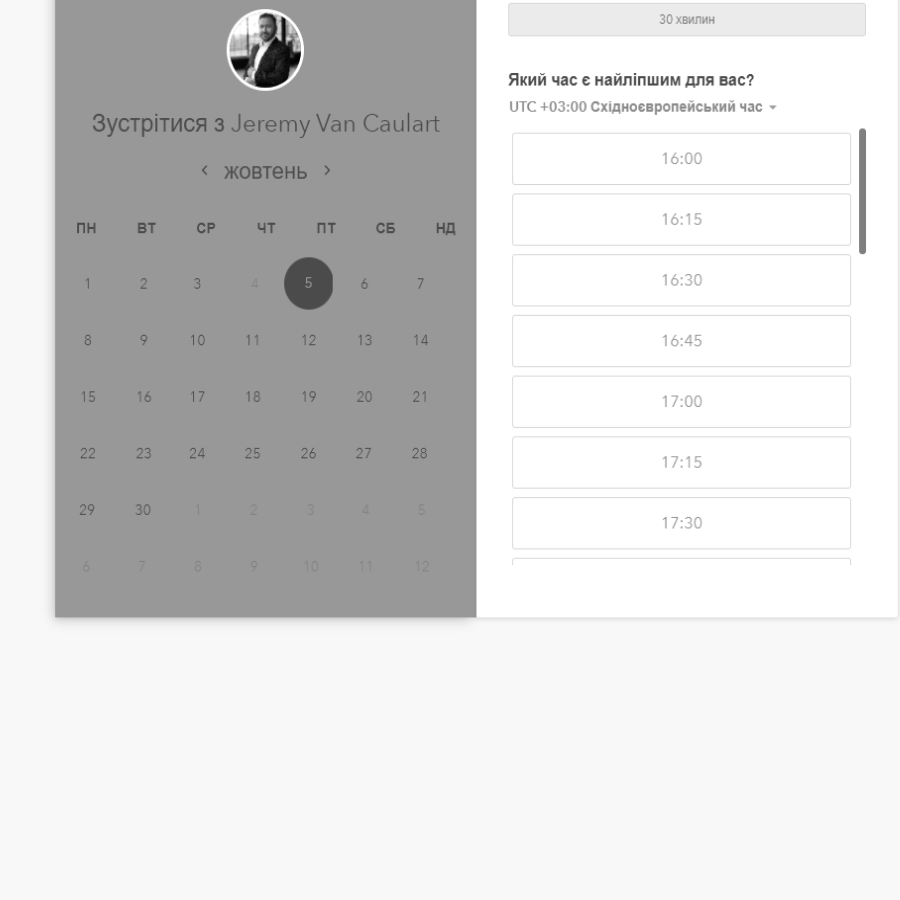 Зустрітися з Jeremy Van Caulart
жовтень
ПН ВТ СР ЧТ ПТ СБ НД
1 2 3 4 5 6 7
8 9 10 11 12 13 14
15 16 17 18 19 20 21
22 23 24 25 26 27 28
29 30 1 2 3 4 5
6 7 8 9 10 11 12
30 хвилин
Який час є найліпшим для вас?
UTC +03:00 Східноєвропейський час
16:00
16:15
16:30
16:45
17:00
17:15
17:30